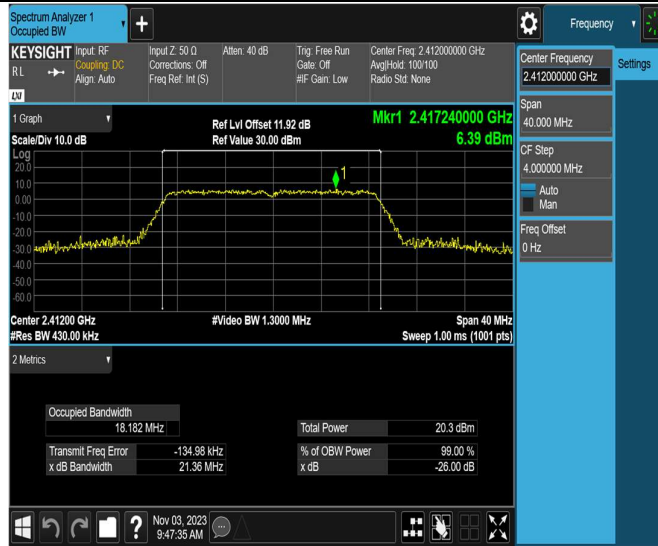 Spectrum Analyzer 1
Occupied BW
+
Frequency
KEYSIGHT
RL
LXI
Input: RF
Coupling: DC
Align: Auto
Input Z: 50 Ω
Corrections: Off
Freq Ref: Int (S)
Atten: 40 dB
Trig: Free Run
Gate: Off
#IF Gain: Low
Center Freq: 2.412000000 GHz
Avg|Hold: 100/100
Radio Std: None
Center Frequency
2.412000000 GHz
Settings
Span
40.000 MHz
CF Step
4.000000 MHz
Auto
Man
Freq Offset
0 Hz
1 Graph
Scale/Div 10.0 dB
Ref Lvl Offset 11.92 dB
Ref Value 30.00 dBm
Mkr1 2.417240000 GHz
6.39 dBm
Log
20.0
10.0
0.00
-10.0
-20.0
-30.0
-40.0
-50.0
-60.0
1
Center 2.41200 GHz
#Res BW 430.00 kHz
#Video BW 1.3000 MHz
Span 40 MHz
Sweep 1.00 ms (1001 pts)
2 Metrics
Occupied Bandwidth
18.182 MHz
Total Power 20.3 dBm
Transmit Freq Error -134.98 kHz
% of OBW Power 99.00 %
x dB Bandwidth 21.36 MHz
x dB -26.00 dB
?
Nov 03, 2023
9:47:35 AM